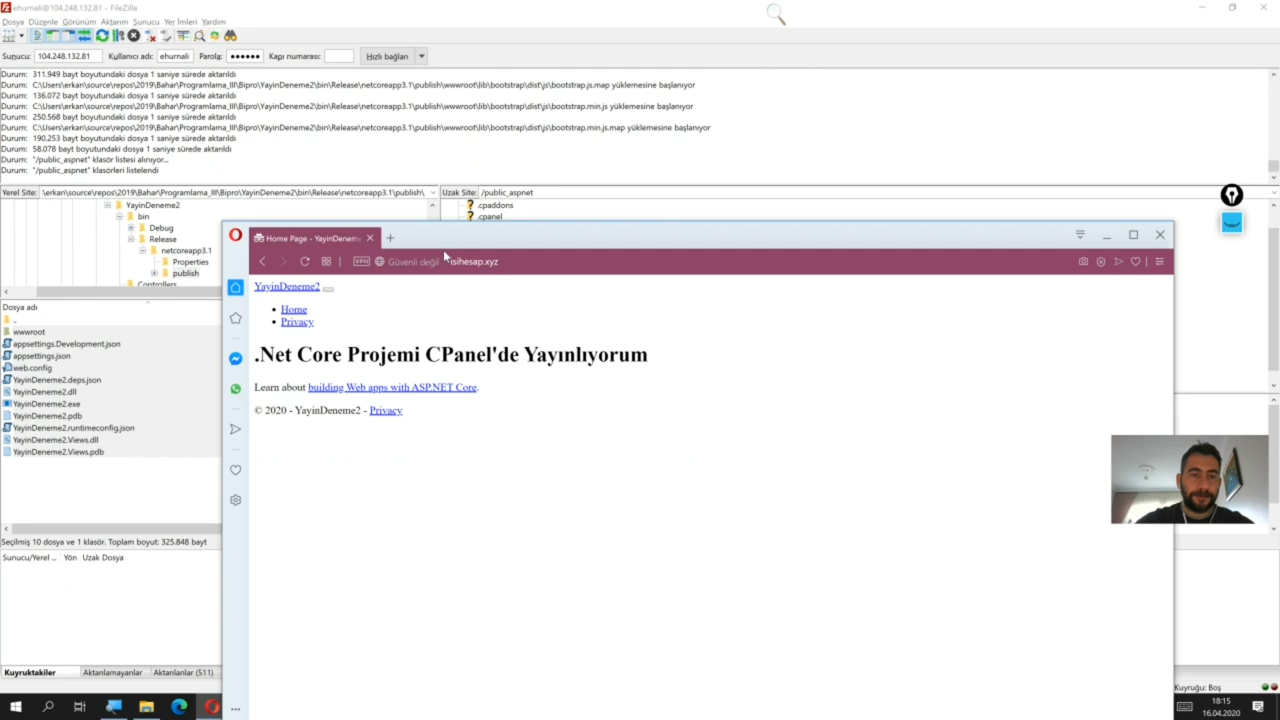 ehurnali@104.248.132.81 - FileZilla
Dosya Düzenle Görünüm Aktarım Sunucu Yer İmleri Yardım
Sunucu: 104.248.132.81 Kullanıcı adı: ehurnali Parola: ●●●●●● Kapı numarası: Hızlı bağlan
Durum: 311.949 bayt boyutundaki dosya 1 saniye sürede aktarıldı
Durum: C:\Users\erkan\source\repos\2019\Bahar\Programlama_III\Bipro\YayinDeneme2\bin\Release\netcoreapp3.1\publish\wwwroot\lib\bootstrap\dist\js\bootstrap.js.map yüklemesine başlanıyor
Durum: 136.072 bayt boyutundaki dosya 1 saniye sürede aktarıldı
Durum: C:\Users\erkan\source\repos\2019\Bahar\Programlama_III\Bipro\YayinDeneme2\bin\Release\netcoreapp3.1\publish\wwwroot\lib\bootstrap\dist\js\bootstrap.min.js yüklemesine başlanıyor
Durum: 250.568 bayt boyutundaki dosya 1 saniye sürede aktarıldı
Durum: C:\Users\erkan\source\repos\2019\Bahar\Programlama_III\Bipro\YayinDeneme2\bin\Release\netcoreapp3.1\publish\wwwroot\lib\bootstrap\dist\js\bootstrap.min.js.map yüklemesine başlanıyor
Durum: 190.253 bayt boyutundaki dosya 1 saniye sürede aktarıldı
Durum: 58.078 bayt boyutundaki dosya 1 saniye sürede aktarıldı
Durum: "/public_aspnet" klasör listesi alınıyor...
Durum: "/public_aspnet" klasörleri listelendi
Yerel Site: \erkan\source\repos\2019\Bahar\Programlama_III\Bipro\YayinDeneme2\bin\Release\netcoreapp3.1\publish\
Uzak Site: /public_aspnet
YayinDeneme2
bin
Debug
Release
netcoreapp3.1
Properties
publish
Controllers
.cpaddons
.cpanel
Dosya adı
..
wwwroot
appsettings.Development.json
appsettings.json
web.config
YayinDeneme2.deps.json
YayinDeneme2.dll
YayinDeneme2.exe
YayinDeneme2.pdb
YayinDeneme2.runtimeconfig.json
YayinDeneme2.Views.dll
YayinDeneme2.Views.pdb
Seçilmiş 10 dosya ve 1 klasör. Toplam boyut: 325.848 bayt
Sunucu/Yerel ... Yön Uzak Dosya
Kuyruktakiler Aktarılamayanlar Aktarılanlar (511)
Home Page - YayinDenem
VPN Güvenli değil isihesap.xyz
YayinDeneme2
Home
Privacy
.Net Core Projemi CPanel'de Yayınlıyorum
Learn about building Web apps with ASP.NET Core.
© 2020 - YayinDeneme2 - Privacy
Kuyruğu: Boş
18:15
16.04.2020